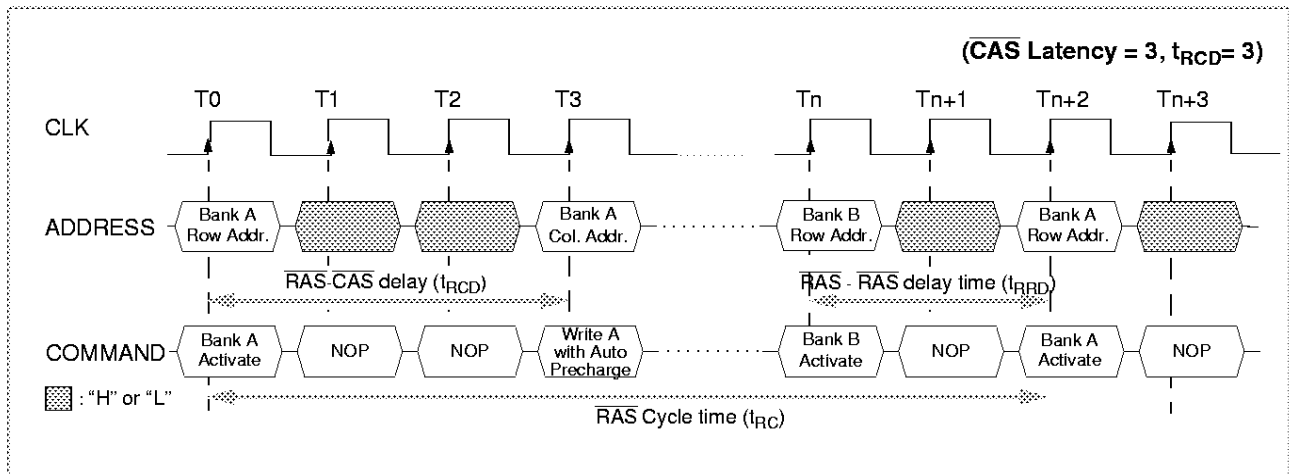 (CAS Latency = 3, tRCD= 3)
T0 T1 T2 T3 Tn Tn+1 Tn+2 Tn+3
CLK
ADDRESS
Bank A
Row Addr.
Bank A
Col. Addr.
Bank B
Row Addr.
Bank A
Row Addr.
RAS-CAS delay (tRCD)
RAS - RAS delay time (tRRD)
COMMAND
Bank A
Activate
NOP
NOP
Write A
with Auto
Precharge
Bank B
Activate
NOP
Bank A
Activate
NOP
: “H” or “L”
RAS Cycle time (tRC)